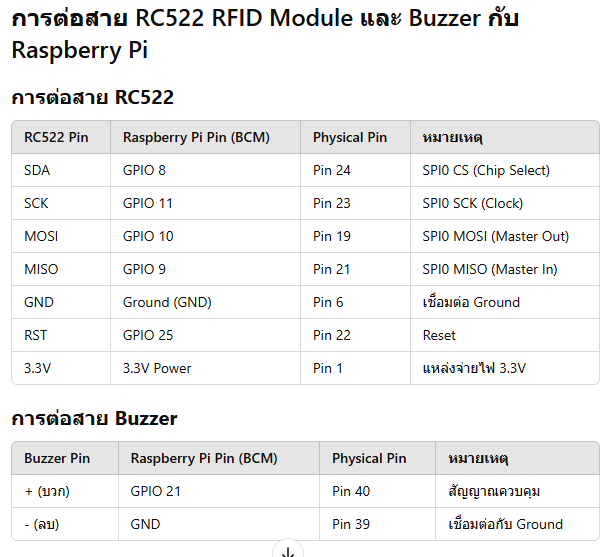 การต่อสาย RC522 RFID Module และ Buzzer กับ
Raspberry Pi
การต่อสาย RC522
RC522 Pin Raspberry Pi Pin (BCM) Physical Pin หมายเหตุ
SDA GPIO 8 Pin 24 SPI0 CS (Chip Select)
SCK GPIO 11 Pin 23 SPI0 SCK (Clock)
MOSI GPIO 10 Pin 19 SPI0 MOSI (Master Out)
MISO GPIO 9 Pin 21 SPI0 MISO (Master In)
GND Ground (GND) Pin 6 เชื่อมต่อ Ground
RST GPIO 25 Pin 22 Reset
3.3V 3.3V Power Pin 1 แหล่งจ่ายไฟ 3.3V
การต่อสาย Buzzer
Buzzer Pin Raspberry Pi Pin (BCM) Physical Pin หมายเหตุ
+ (บวก) GPIO 21 Pin 40 สัญญาณควบคุม
- (ลบ) GND Pin 39 เชื่อมต่อกับ Ground